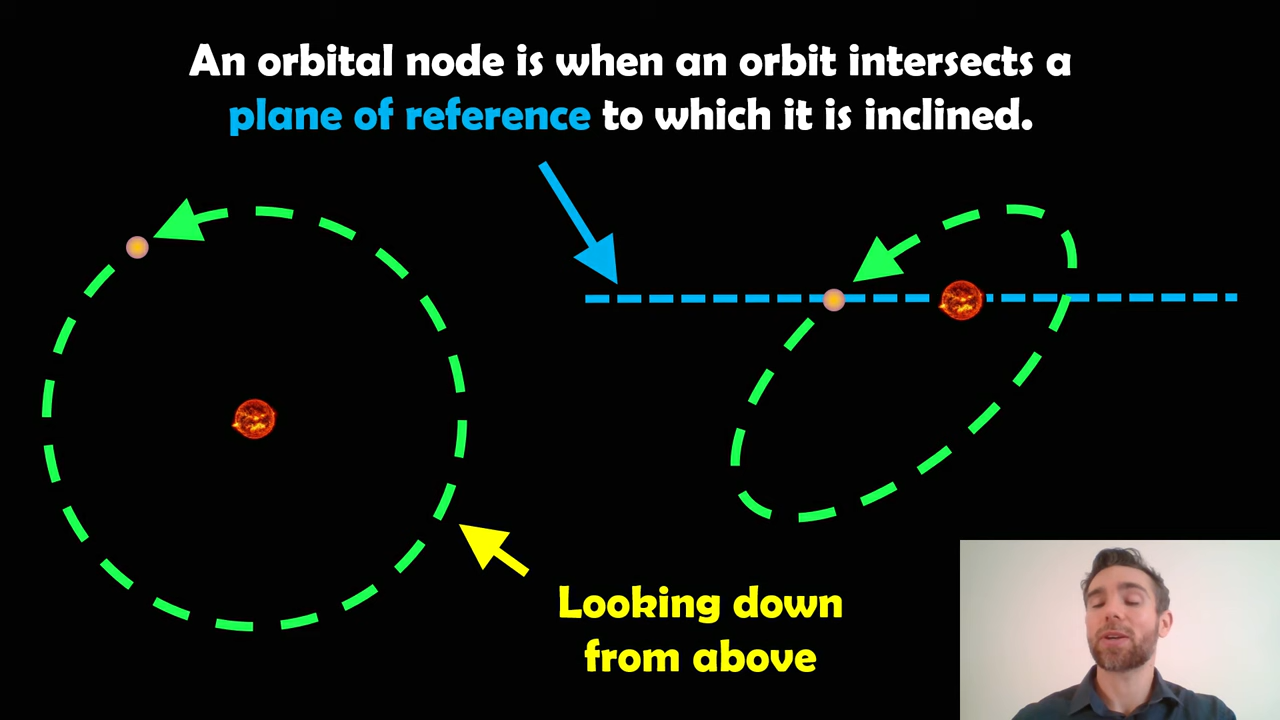 An orbital node is when an orbit intersects a
plane of reference to which it is inclined.
Looking down
from above